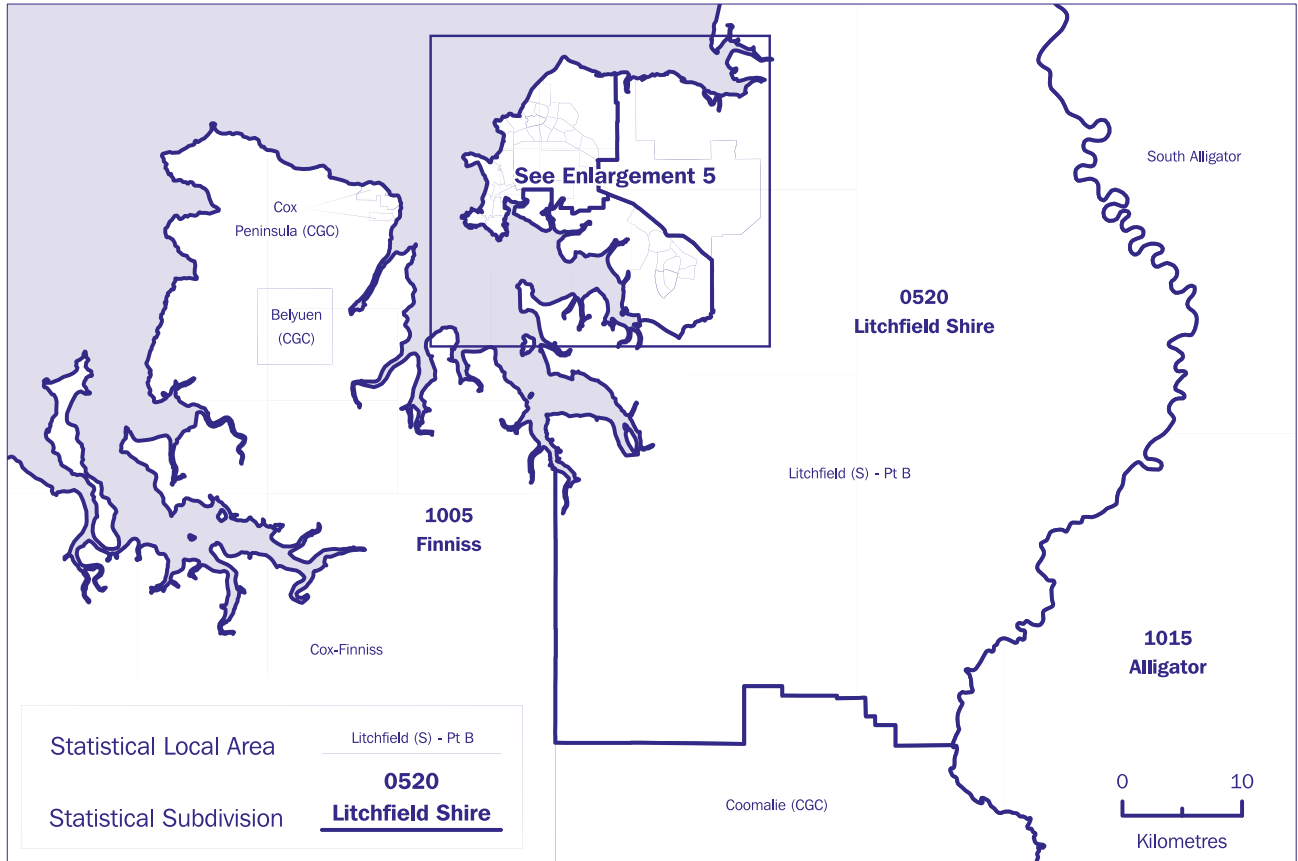 South Alligator
See Enlargement 5
Cox
Peninsula (CGC)
0520
Litchfield Shire
Belyuen
(CGC)
Litchfield (S) - Pt B
1005
Finniss
1015
Alligator
Cox-Finniss
Statistical Local Area
Litchfield (S) - Pt B
0520
Statistical Subdivision
Litchfield Shire
Coomalie (CGC)
0 10
Kilometres